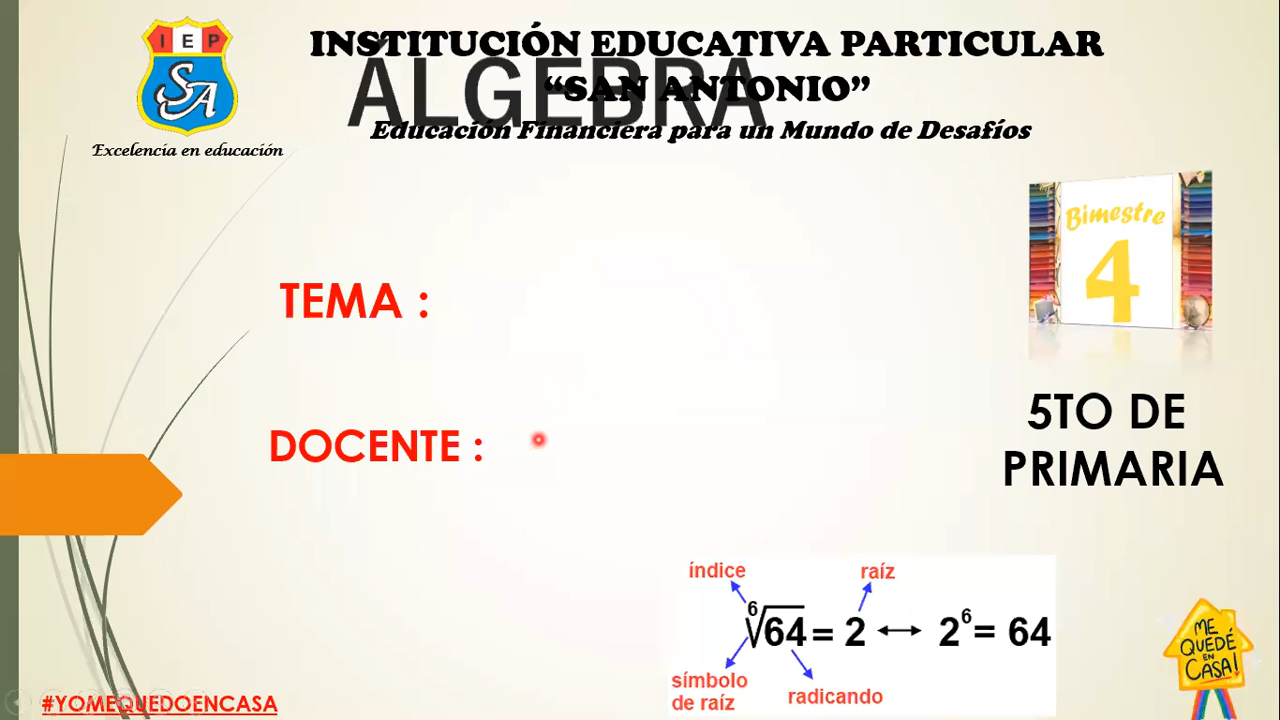 IEP
SA
Excelencia en educación
INSTITUCIÓN EDUCATIVA PARTICULAR
“SAN ANTONIO”
ÁLGEBRA
Educación Financiera para un Mundo de Desafíos
Bimestre
4
TEMA :
DOCENTE :
5TO DE
PRIMARIA
índice
raíz
⁶√64 = 2 ↔ 2⁶ = 64
símbolo
de raíz
radicando
ME
QUEDÉ
EN
CASA!
#YOMEQUEDOENCASA